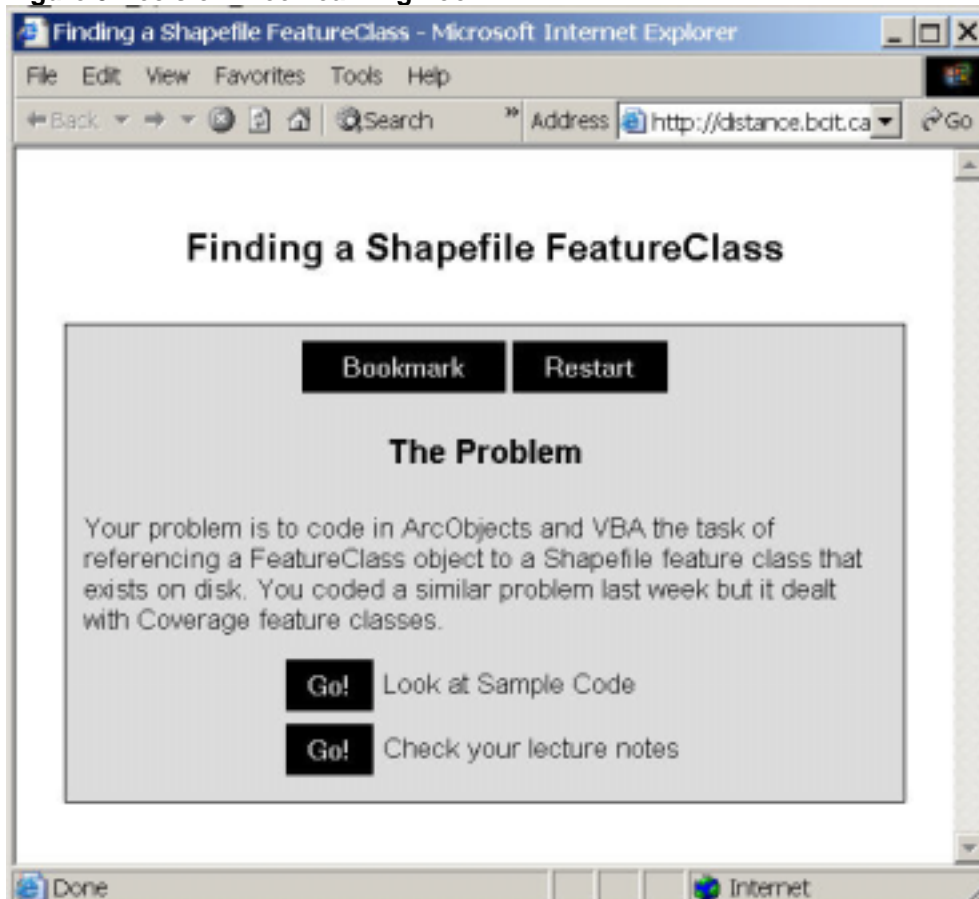 Finding a Shapefile FeatureClass - Microsoft Internet Explorer
File Edit View Favorites Tools Help
Back Search » Address http://distance.bcit.ca Go
Finding a Shapefile FeatureClass
Bookmark Restart
The Problem
Your problem is to code in ArcObjects and VBA the task of
referencing a FeatureClass object to a Shapefile feature class that
exists on disk. You coded a similar problem last week but it dealt
with Coverage feature classes.
Go! Look at Sample Code
Go! Check your lecture notes
Done Internet